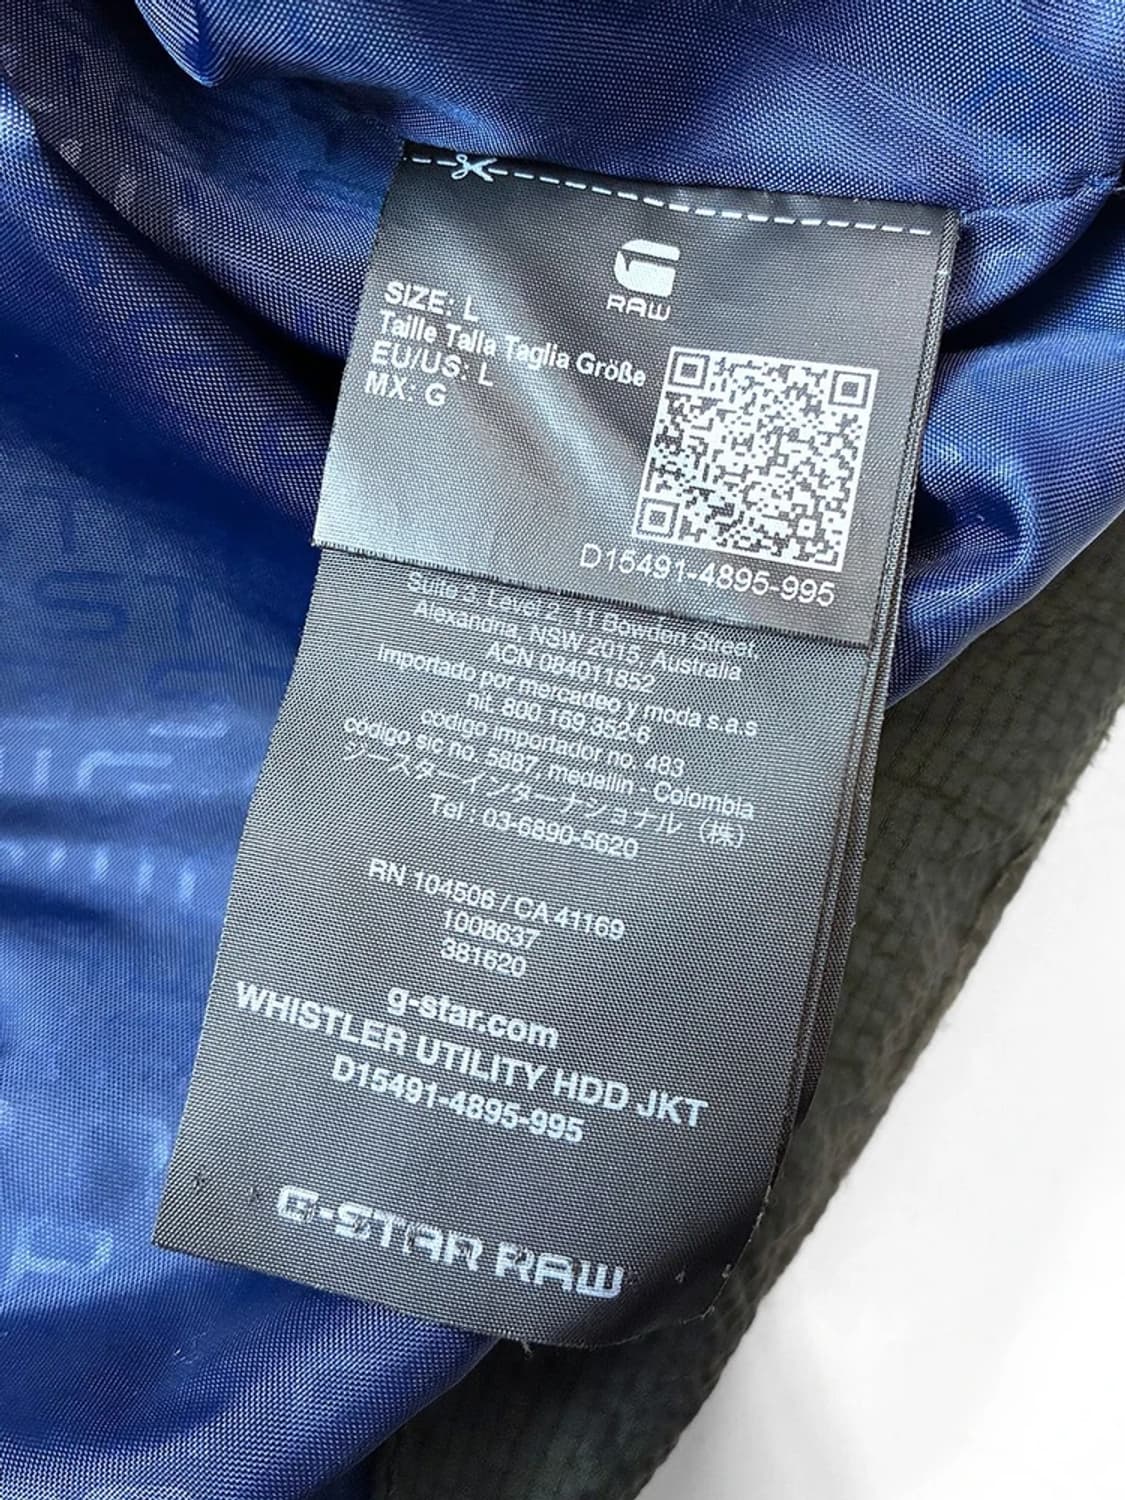 RAW
SIZE: L
Taille Talla Taglia Größe
EU/US: L
MX: G
D15491-4895-995
Suite 3, Level 2, 11 Bowden Street,
Alexandria, NSW 2015, Australia
ACN 084011852
Importado por mercadeo y moda s.a.s
nit. 800.169.352-6
código importador no. 483
código sic no. 5887, medellin - Colombia
ジースターインターナショナル（株）
Tel : 03-6890-5620
RN 104506 / CA 41169
1008637
381620
g-star.com
WHISTLER UTILITY HDD JKT
D15491-4895-995
G-STAR RAW